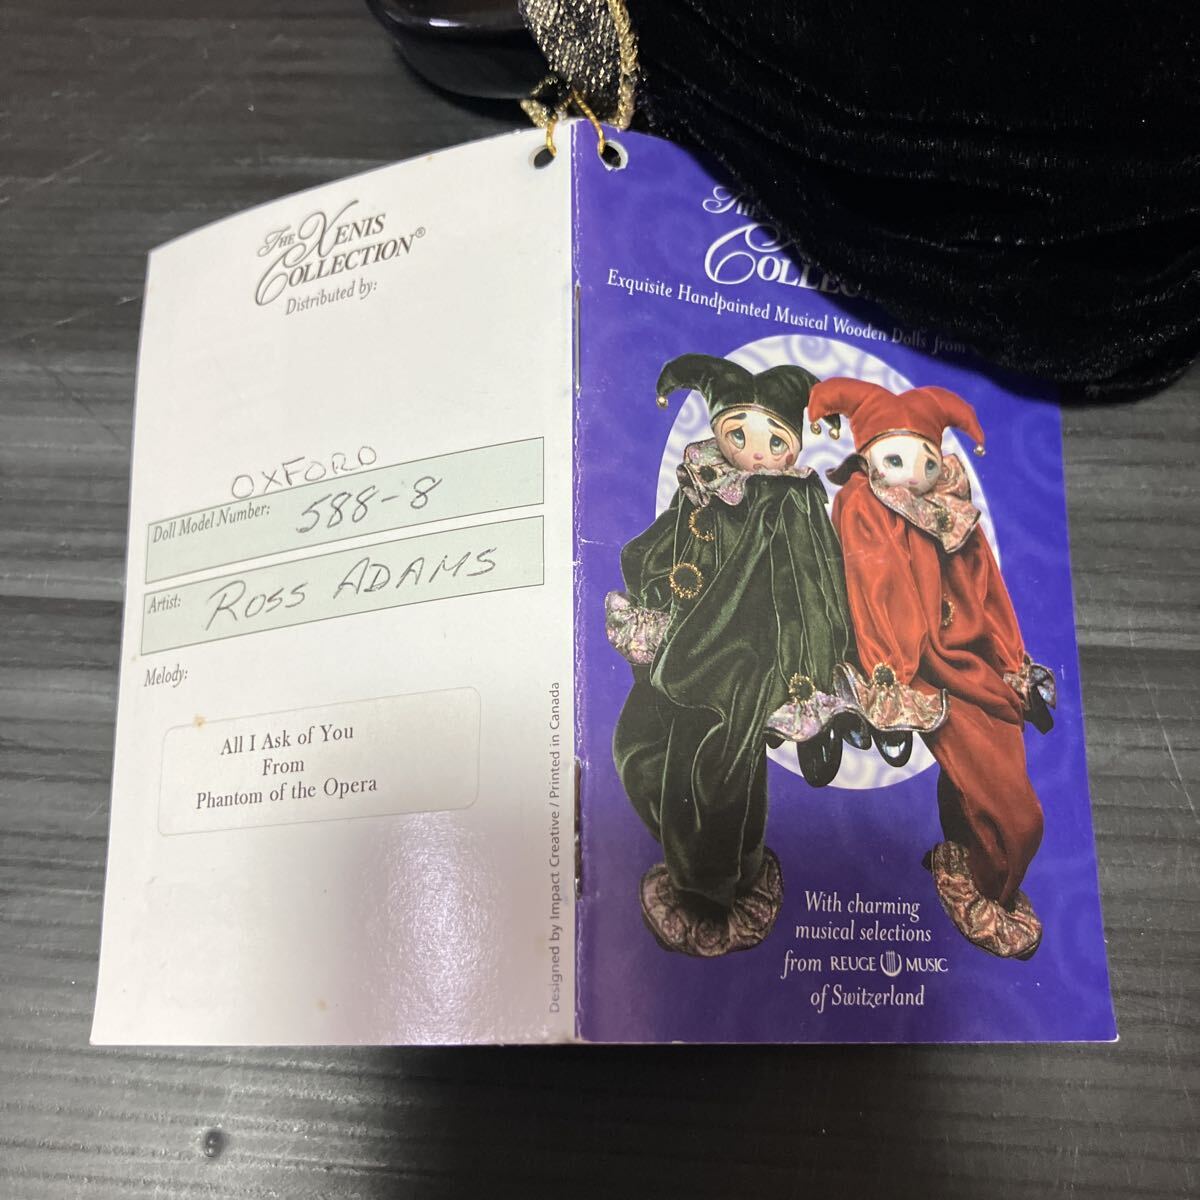 The Xenis
Collection®
Distributed by:
OXFORD
Doll Model Number: 588-8
Artist: ROSS ADAMS
Melody:
All I Ask of You
From
Phantom of the Opera
Designed by Impact Creative / Printed in Canada
The
Exquisite Handpainted Musical Wooden Dolls from
With charming
musical selections
from REUGE MUSIC
of Switzerland